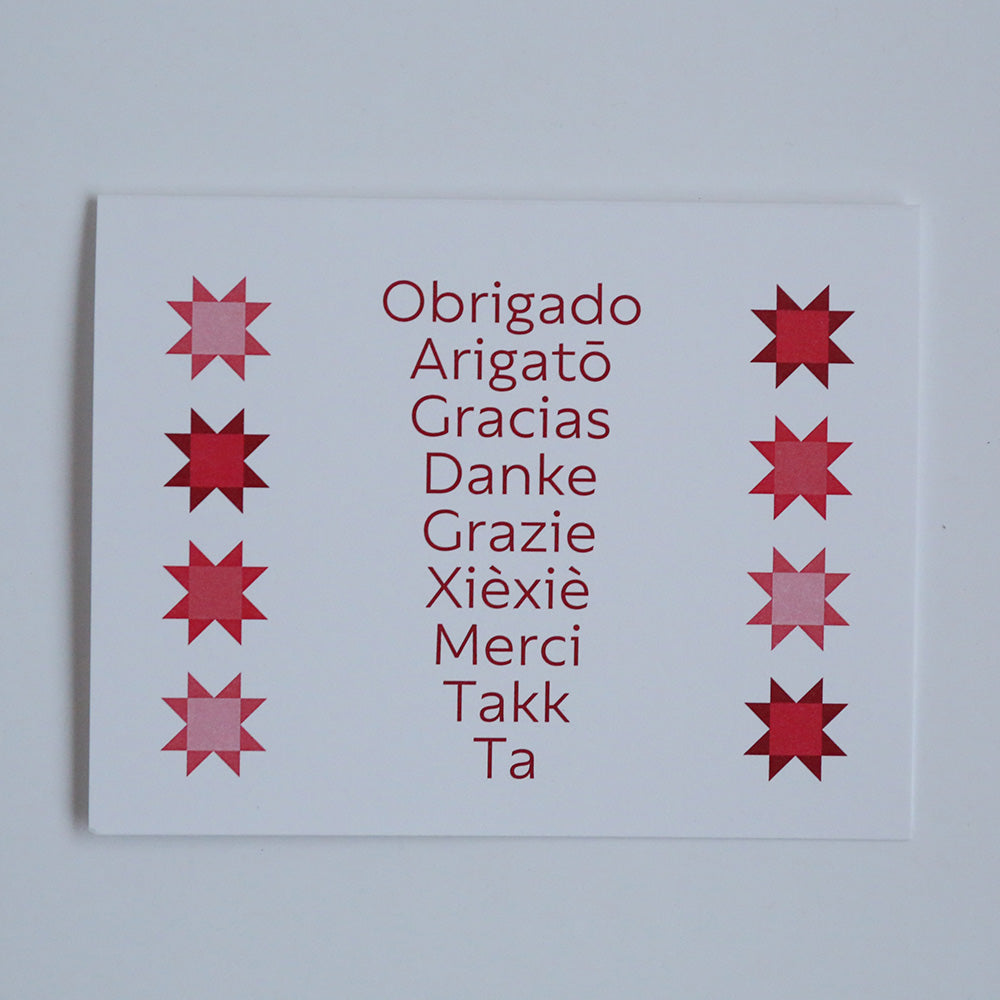 Obrigado
Arigatō
Gracias
Danke
Grazie
Xièxiè
Merci
Takk
Ta